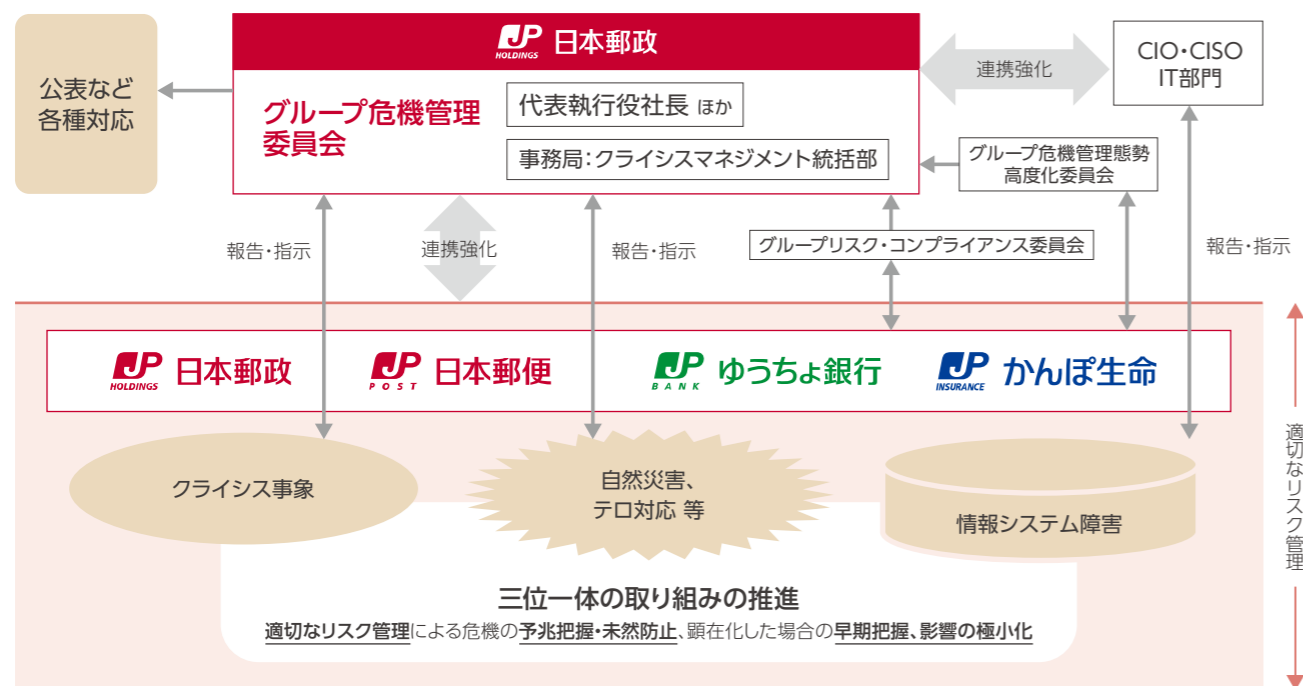 公表など
各種対応
JP
HOLDINGS
日本郵政
グループ危機管理
委員会
代表執行役社長 ほか
事務局:クライシスマネジメント統括部
連携強化
CIO・CISO
IT部門
グループ危機管理態勢
高度化委員会
報告・指示
連携強化
報告・指示
グループリスク・コンプライアンス委員会
報告・指示
JP
HOLDINGS
日本郵政
JP
POST
日本郵便
JP
BANK
ゆうちょ銀行
JP
INSURANCE
かんぽ生命
クライシス事象
自然災害、
テロ対応 等
情報システム障害
適切なリスク管理
三位一体の取り組みの推進
適切なリスク管理による危機の予兆把握・未然防止、顕在化した場合の早期把握、影響の極小化